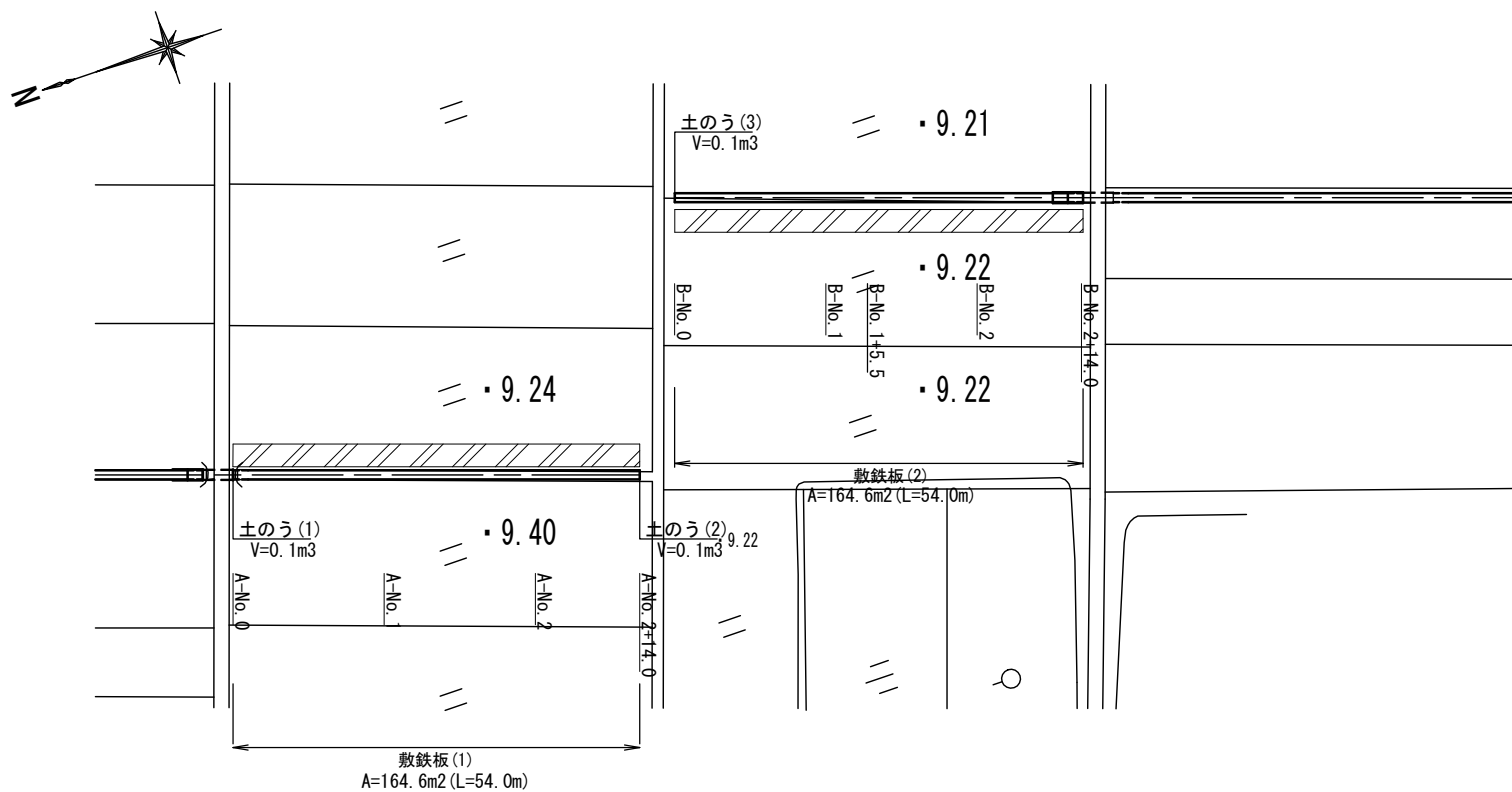 N
土のう(3)
V=0.1m3
・9.21
・9.22
B-No.0
B-No.1
B-No.1+5.5
B-No.2
B-No.2+14.0
・9.24
・9.22
敷鉄板(2)
A=164.6m2(L=54.0m)
土のう(1)
V=0.1m3
・9.40
土のう(2)
V=0.1m3
・9.22
A-No.0
A-No.1
A-No.2
A-No.2+14.0
敷鉄板(1)
A=164.6m2(L=54.0m)